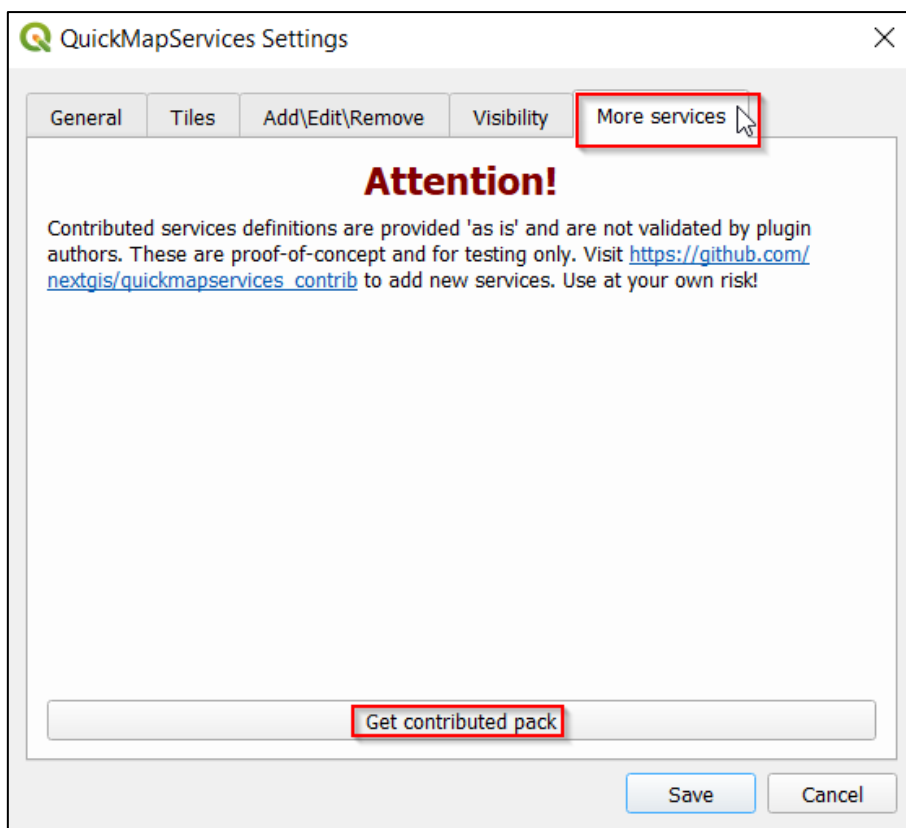 QuickMapServices Settings
General Tiles Add\Edit\Remove Visibility More services
Attention!
Contributed services definitions are provided 'as is' and are not validated by plugin
authors. These are proof-of-concept and for testing only. Visit https://github.com/
nextgis/quickmapservices_contrib to add new services. Use at your own risk!
Get contributed pack
Save Cancel